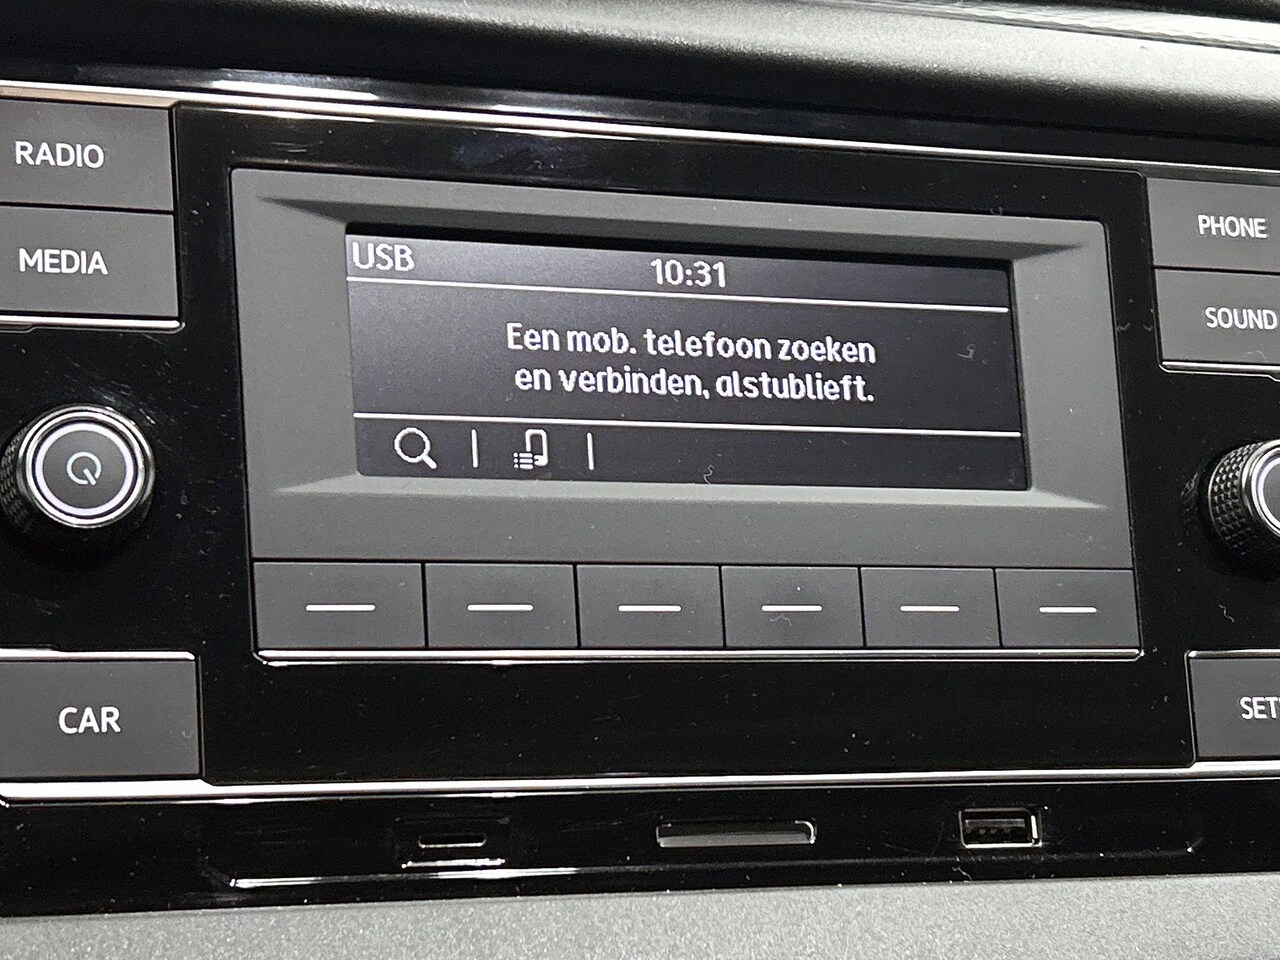 RADIO
MEDIA
CAR
USB
10:31
Een mob. telefoon zoeken
en verbinden, alstublieft.
PHONE
SOUND